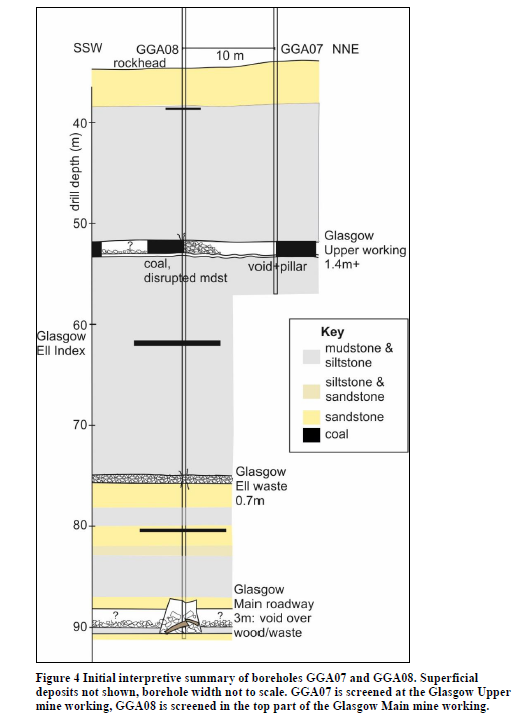 SSW
GGA08
GGA07
NNE
rockhead
10 m
drill depth (m)
40
50
?
Glasgow
Upper working
1.4m+
coal,
disrupted mdst
void+pillar
60
Glasgow
Ell Index
Key
mudstone &
siltstone
siltstone &
sandstone
sandstone
coal
70
Glasgow
Ell waste
0.7m
80
Glasgow
Main roadway
3m: void over
wood/waste
?
?
90
Figure 4 Initial interpretive summary of boreholes GGA07 and GGA08. Superficial
deposits not shown, borehole width not to scale. GGA07 is screened at the Glasgow Upper
mine working, GGA08 is screened in the top part of the Glasgow Main mine working.